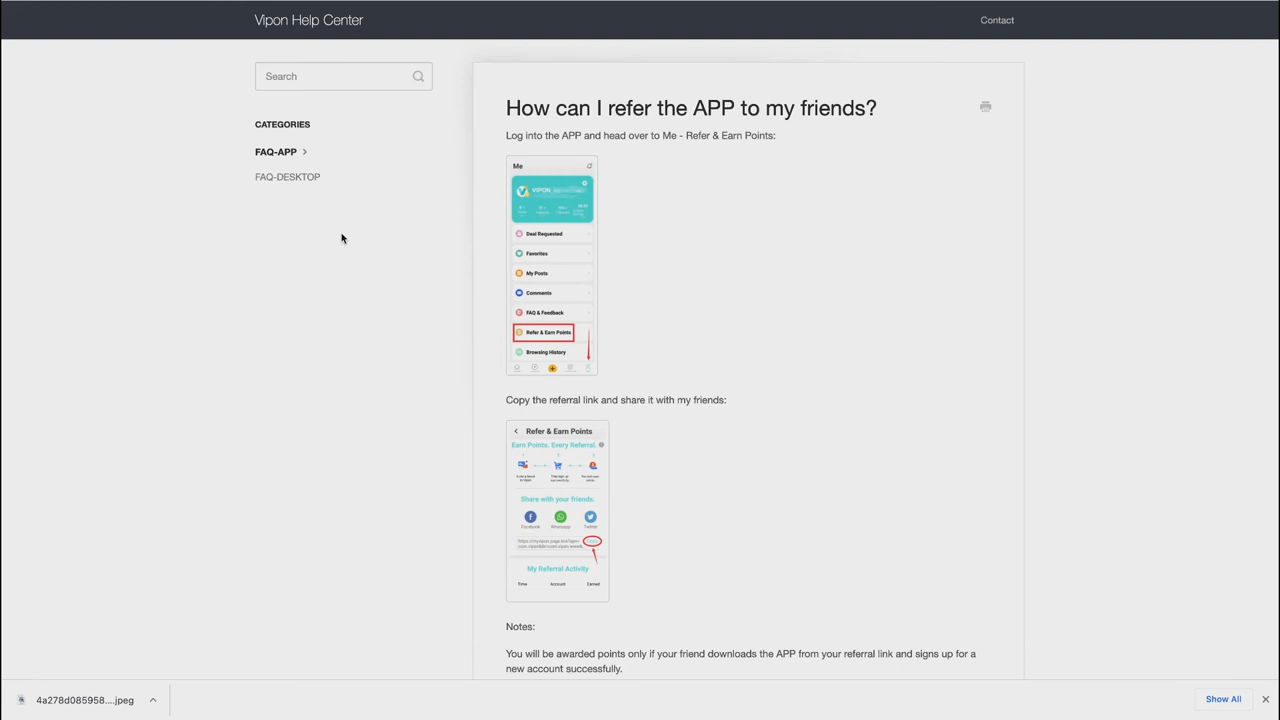 Vipon Help Center
Contact
Search
CATEGORIES
FAQ-APP
FAQ-DESKTOP
How can I refer the APP to my friends?
Log into the APP and head over to Me - Refer & Earn Points:
Me
VIPON
Deal Requested
Favorites
My Posts
Comments
FAQ & Feedback
Refer & Earn Points
Browsing History
Copy the referral link and share it with my friends:
Refer & Earn Points
Earn Points. Every Referral.
Share with your friends.
Facebook
Whatsapp
Twitter
Copy
My Referral Activity
Time
Account
Earned
Notes:
You will be awarded points only if your friend downloads the APP from your referral link and signs up for a
new account successfully.
4a278d085958....jpeg
Show All